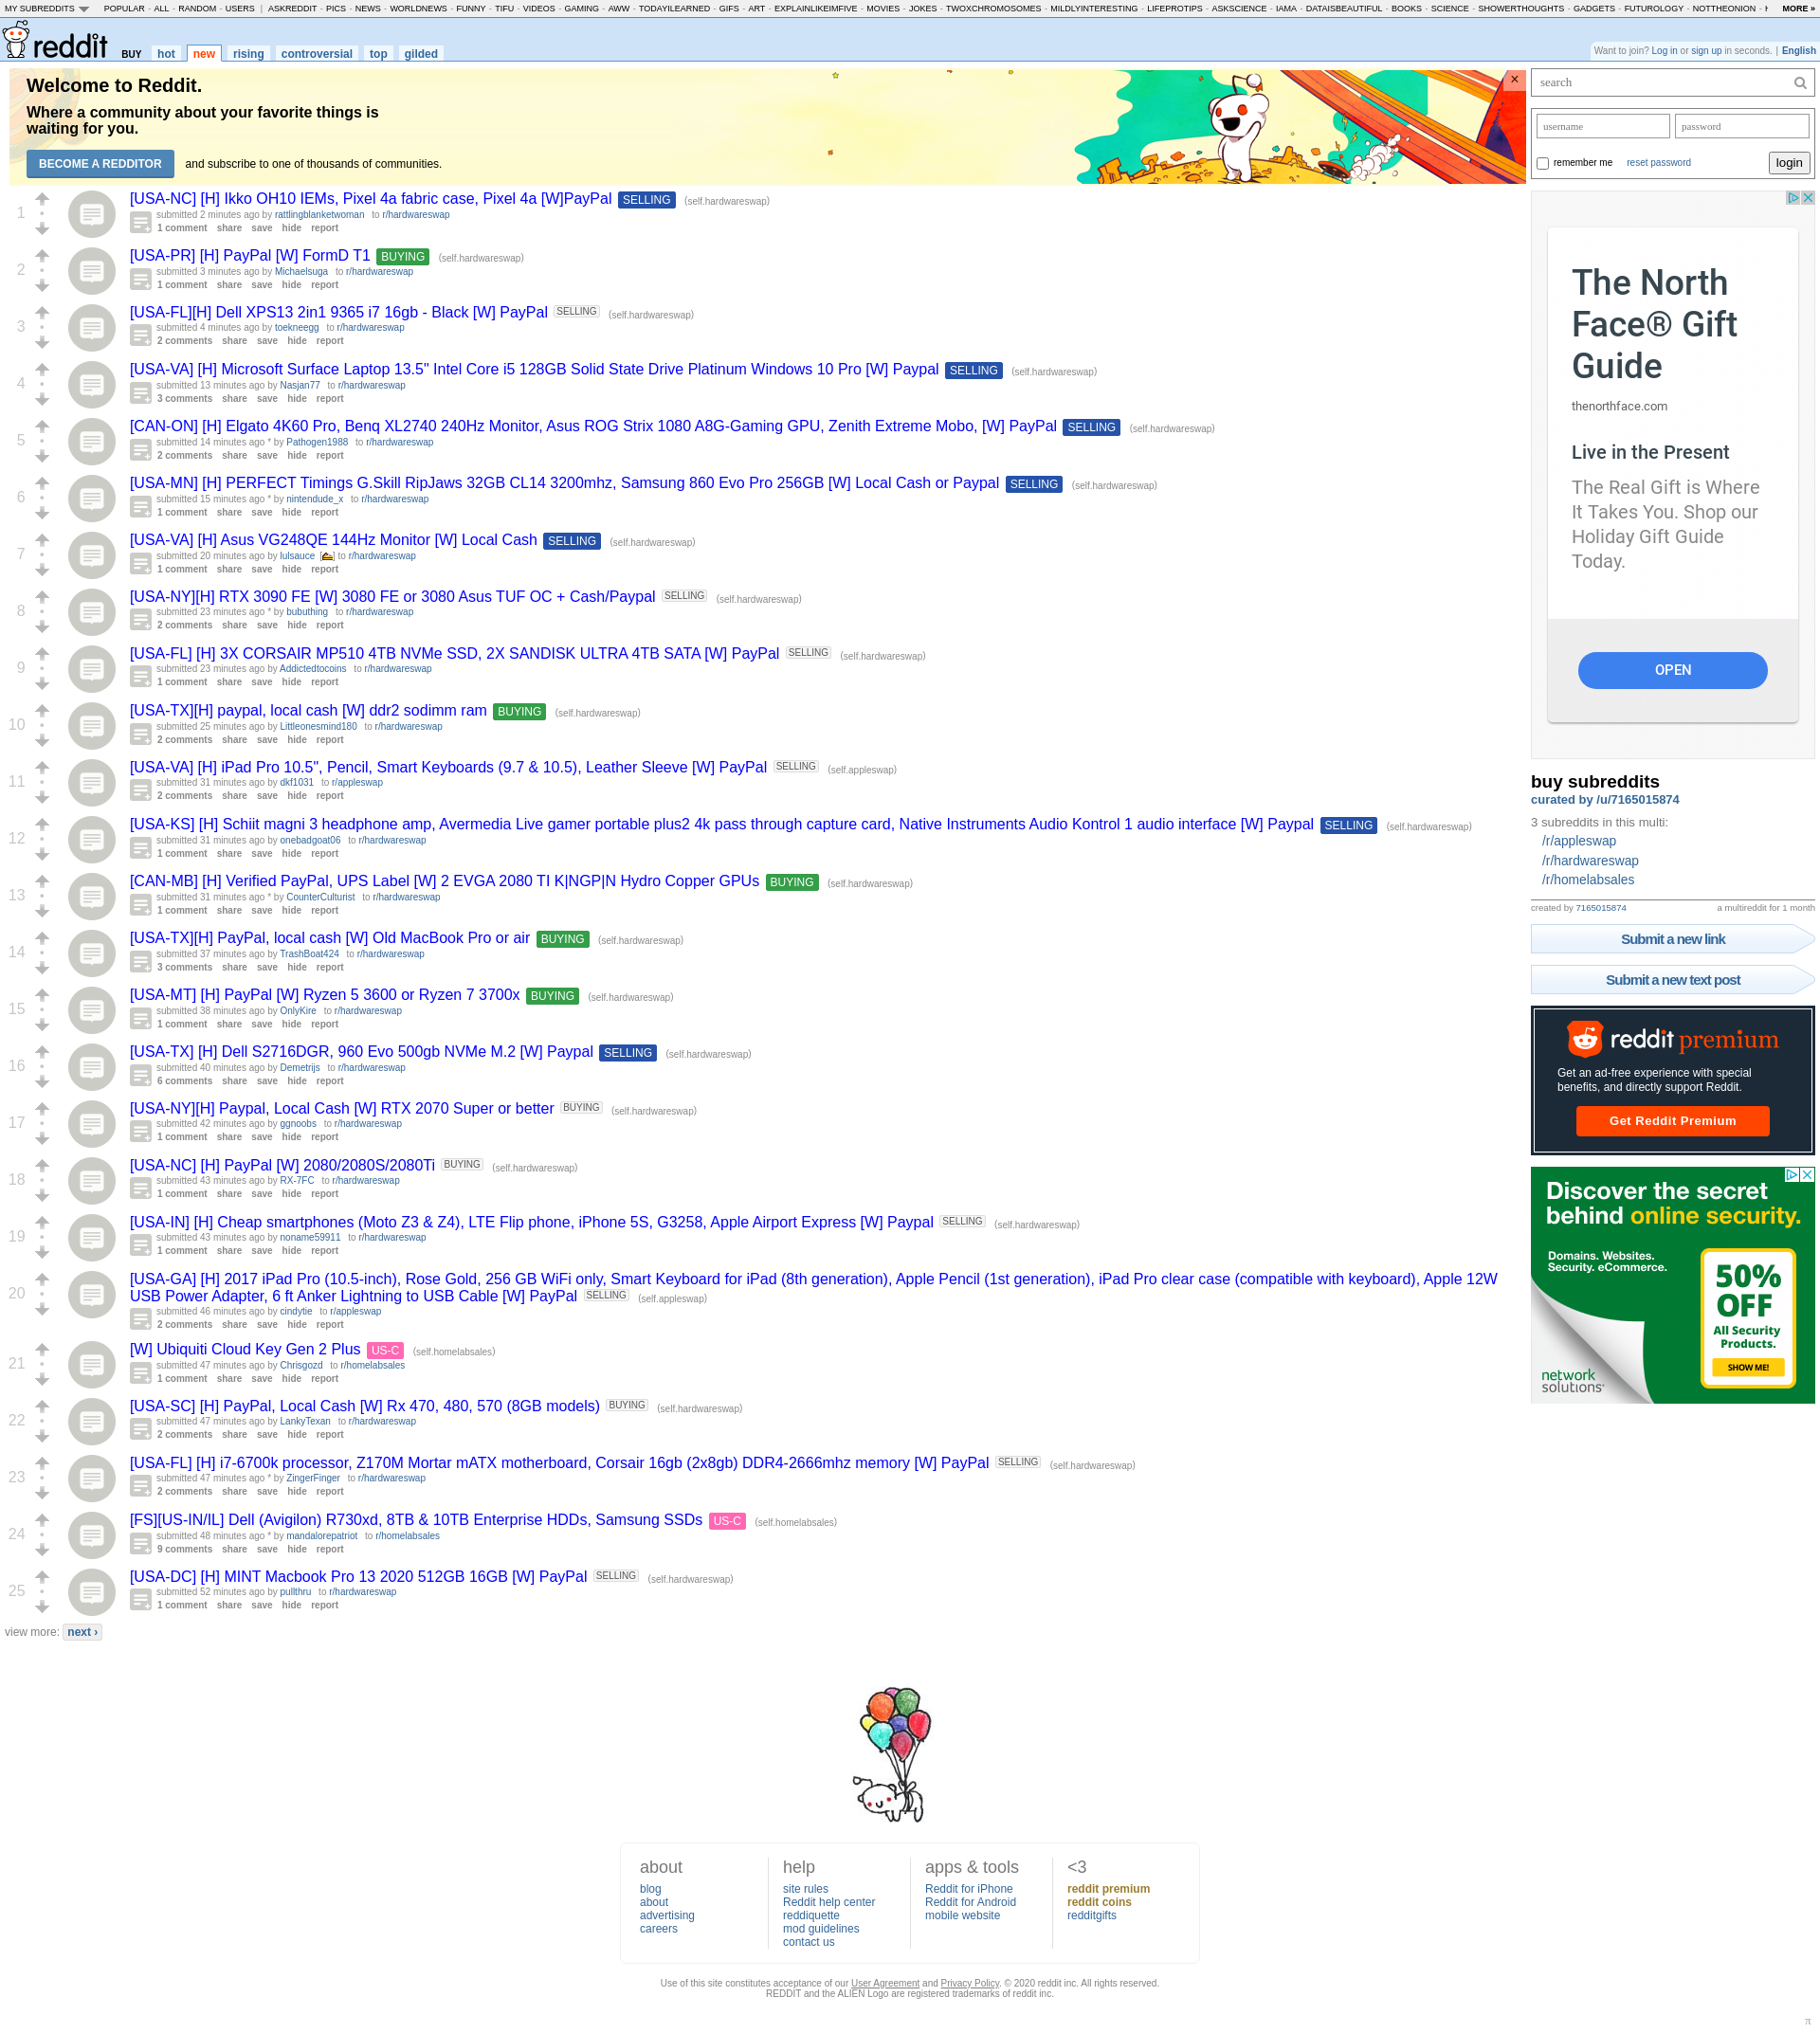 MY SUBREDDITS POPULAR - ALL - RANDOM - USERS | ASKREDDIT - PICS - NEWS - WORLDNEWS - FUNNY - TIFU - VIDEOS - GAMING - AWW - TODAYILEARNED - GIFS - ART - EXPLAINLIKEIMFIVE - MOVIES - JOKES - TWOXCHROMOSOMES - MILDLYINTERESTING - LIFEPROTIPS - ASKSCIENCE - IAMA - DATAISBEAUTIFUL - BOOKS - SCIENCE - SHOWERTHOUGHTS - GADGETS - FUTUROLOGY - NOTTHEONION - MORE »
reddit BUY hot new rising controversial top gilded
Want to join? Log in or sign up in seconds. | English
Welcome to Reddit.
Where a community about your favorite things is
waiting for you.
BECOME A REDDITOR and subscribe to one of thousands of communities.
×
1
[USA-NC] [H] Ikko OH10 IEMs, Pixel 4a fabric case, Pixel 4a [W]PayPal SELLING (self.hardwareswap)
submitted 2 minutes ago by rattlingblanketwoman to r/hardwareswap
1 comment share save hide report
2
[USA-PR] [H] PayPal [W] FormD T1 BUYING (self.hardwareswap)
submitted 3 minutes ago by Michaelsuga to r/hardwareswap
1 comment share save hide report
3
[USA-FL][H] Dell XPS13 2in1 9365 i7 16gb - Black [W] PayPal SELLING (self.hardwareswap)
submitted 4 minutes ago by toekneegg to r/hardwareswap
2 comments share save hide report
4
[USA-VA] [H] Microsoft Surface Laptop 13.5" Intel Core i5 128GB Solid State Drive Platinum Windows 10 Pro [W] Paypal SELLING (self.hardwareswap)
submitted 13 minutes ago by Nasjan77 to r/hardwareswap
3 comments share save hide report
5
[CAN-ON] [H] Elgato 4K60 Pro, Benq XL2740 240Hz Monitor, Asus ROG Strix 1080 A8G-Gaming GPU, Zenith Extreme Mobo, [W] PayPal SELLING (self.hardwareswap)
submitted 14 minutes ago * by Pathogen1988 to r/hardwareswap
2 comments share save hide report
6
[USA-MN] [H] PERFECT Timings G.Skill RipJaws 32GB CL14 3200mhz, Samsung 860 Evo Pro 256GB [W] Local Cash or Paypal SELLING (self.hardwareswap)
submitted 15 minutes ago * by nintendude_x to r/hardwareswap
1 comment share save hide report
7
[USA-VA] [H] Asus VG248QE 144Hz Monitor [W] Local Cash SELLING (self.hardwareswap)
submitted 20 minutes ago by lulsauce [] to r/hardwareswap
1 comment share save hide report
8
[USA-NY][H] RTX 3090 FE [W] 3080 FE or 3080 Asus TUF OC + Cash/Paypal SELLING (self.hardwareswap)
submitted 23 minutes ago * by bubuthing to r/hardwareswap
2 comments share save hide report
9
[USA-FL] [H] 3X CORSAIR MP510 4TB NVMe SSD, 2X SANDISK ULTRA 4TB SATA [W] PayPal SELLING (self.hardwareswap)
submitted 23 minutes ago by Addictedtocoins to r/hardwareswap
1 comment share save hide report
10
[USA-TX][H] paypal, local cash [W] ddr2 sodimm ram BUYING (self.hardwareswap)
submitted 25 minutes ago by Littleonesmind180 to r/hardwareswap
2 comments share save hide report
11
[USA-VA] [H] iPad Pro 10.5", Pencil, Smart Keyboards (9.7 & 10.5), Leather Sleeve [W] PayPal SELLING (self.appleswap)
submitted 31 minutes ago by dkf1031 to r/appleswap
2 comments share save hide report
12
[USA-KS] [H] Schiit magni 3 headphone amp, Avermedia Live gamer portable plus2 4k pass through capture card, Native Instruments Audio Kontrol 1 audio interface [W] Paypal SELLING (self.hardwareswap)
submitted 31 minutes ago by onebadgoat06 to r/hardwareswap
1 comment share save hide report
13
[CAN-MB] [H] Verified PayPal, UPS Label [W] 2 EVGA 2080 TI K|NGP|N Hydro Copper GPUs BUYING (self.hardwareswap)
submitted 31 minutes ago * by CounterCulturist to r/hardwareswap
1 comment share save hide report
14
[USA-TX][H] PayPal, local cash [W] Old MacBook Pro or air BUYING (self.hardwareswap)
submitted 37 minutes ago by TrashBoat424 to r/hardwareswap
3 comments share save hide report
15
[USA-MT] [H] PayPal [W] Ryzen 5 3600 or Ryzen 7 3700x BUYING (self.hardwareswap)
submitted 38 minutes ago by OnlyKire to r/hardwareswap
1 comment share save hide report
16
[USA-TX] [H] Dell S2716DGR, 960 Evo 500gb NVMe M.2 [W] Paypal SELLING (self.hardwareswap)
submitted 40 minutes ago by Demetrijs to r/hardwareswap
6 comments share save hide report
17
[USA-NY][H] Paypal, Local Cash [W] RTX 2070 Super or better BUYING (self.hardwareswap)
submitted 42 minutes ago by ggnoobs to r/hardwareswap
1 comment share save hide report
18
[USA-NC] [H] PayPal [W] 2080/2080S/2080Ti BUYING (self.hardwareswap)
submitted 43 minutes ago by RX-7FC to r/hardwareswap
1 comment share save hide report
19
[USA-IN] [H] Cheap smartphones (Moto Z3 & Z4), LTE Flip phone, iPhone 5S, G3258, Apple Airport Express [W] Paypal SELLING (self.hardwareswap)
submitted 43 minutes ago by noname59911 to r/hardwareswap
1 comment share save hide report
20
[USA-GA] [H] 2017 iPad Pro (10.5-inch), Rose Gold, 256 GB WiFi only, Smart Keyboard for iPad (8th generation), Apple Pencil (1st generation), iPad Pro clear case (compatible with keyboard), Apple 12W
USB Power Adapter, 6 ft Anker Lightning to USB Cable [W] PayPal SELLING (self.appleswap)
submitted 46 minutes ago by cindytie to r/appleswap
2 comments share save hide report
21
[W] Ubiquiti Cloud Key Gen 2 Plus US-C (self.homelabsales)
submitted 47 minutes ago by Chrisgozd to r/homelabsales
1 comment share save hide report
22
[USA-SC] [H] PayPal, Local Cash [W] Rx 470, 480, 570 (8GB models) BUYING (self.hardwareswap)
submitted 47 minutes ago by LankyTexan to r/hardwareswap
2 comments share save hide report
23
[USA-FL] [H] i7-6700k processor, Z170M Mortar mATX motherboard, Corsair 16gb (2x8gb) DDR4-2666mhz memory [W] PayPal SELLING (self.hardwareswap)
submitted 47 minutes ago * by ZingerFinger to r/hardwareswap
2 comments share save hide report
24
[FS][US-IN/IL] Dell (Avigilon) R730xd, 8TB & 10TB Enterprise HDDs, Samsung SSDs US-C (self.homelabsales)
submitted 48 minutes ago * by mandalorepatriot to r/homelabsales
9 comments share save hide report
25
[USA-DC] [H] MINT Macbook Pro 13 2020 512GB 16GB [W] PayPal SELLING (self.hardwareswap)
submitted 52 minutes ago by pullthru to r/hardwareswap
1 comment share save hide report
view more: next ›
search
username password
remember me reset password login
The North
Face® Gift
Guide
thenorthface.com
Live in the Present
The Real Gift is Where
It Takes You. Shop our
Holiday Gift Guide
Today.
OPEN
buy subreddits
curated by /u/7165015874
3 subreddits in this multi:
/r/appleswap
/r/hardwareswap
/r/homelabsales
created by 7165015874 a multireddit for 1 month
Submit a new link
Submit a new text post
reddit premium
Get an ad-free experience with special
benefits, and directly support Reddit.
Get Reddit Premium
Discover the secret
behind online security.
Domains. Websites.
Security. eCommerce.
50%
OFF
All Security
Products.
SHOW ME!
network
solutions
about
blog
about
advertising
careers
help
site rules
Reddit help center
reddiquette
mod guidelines
contact us
apps & tools
Reddit for iPhone
Reddit for Android
mobile website
<3
reddit premium
reddit coins
redditgifts
Use of this site constitutes acceptance of our User Agreement and Privacy Policy. © 2020 reddit inc. All rights reserved.
REDDIT and the ALIEN Logo are registered trademarks of reddit inc.
π